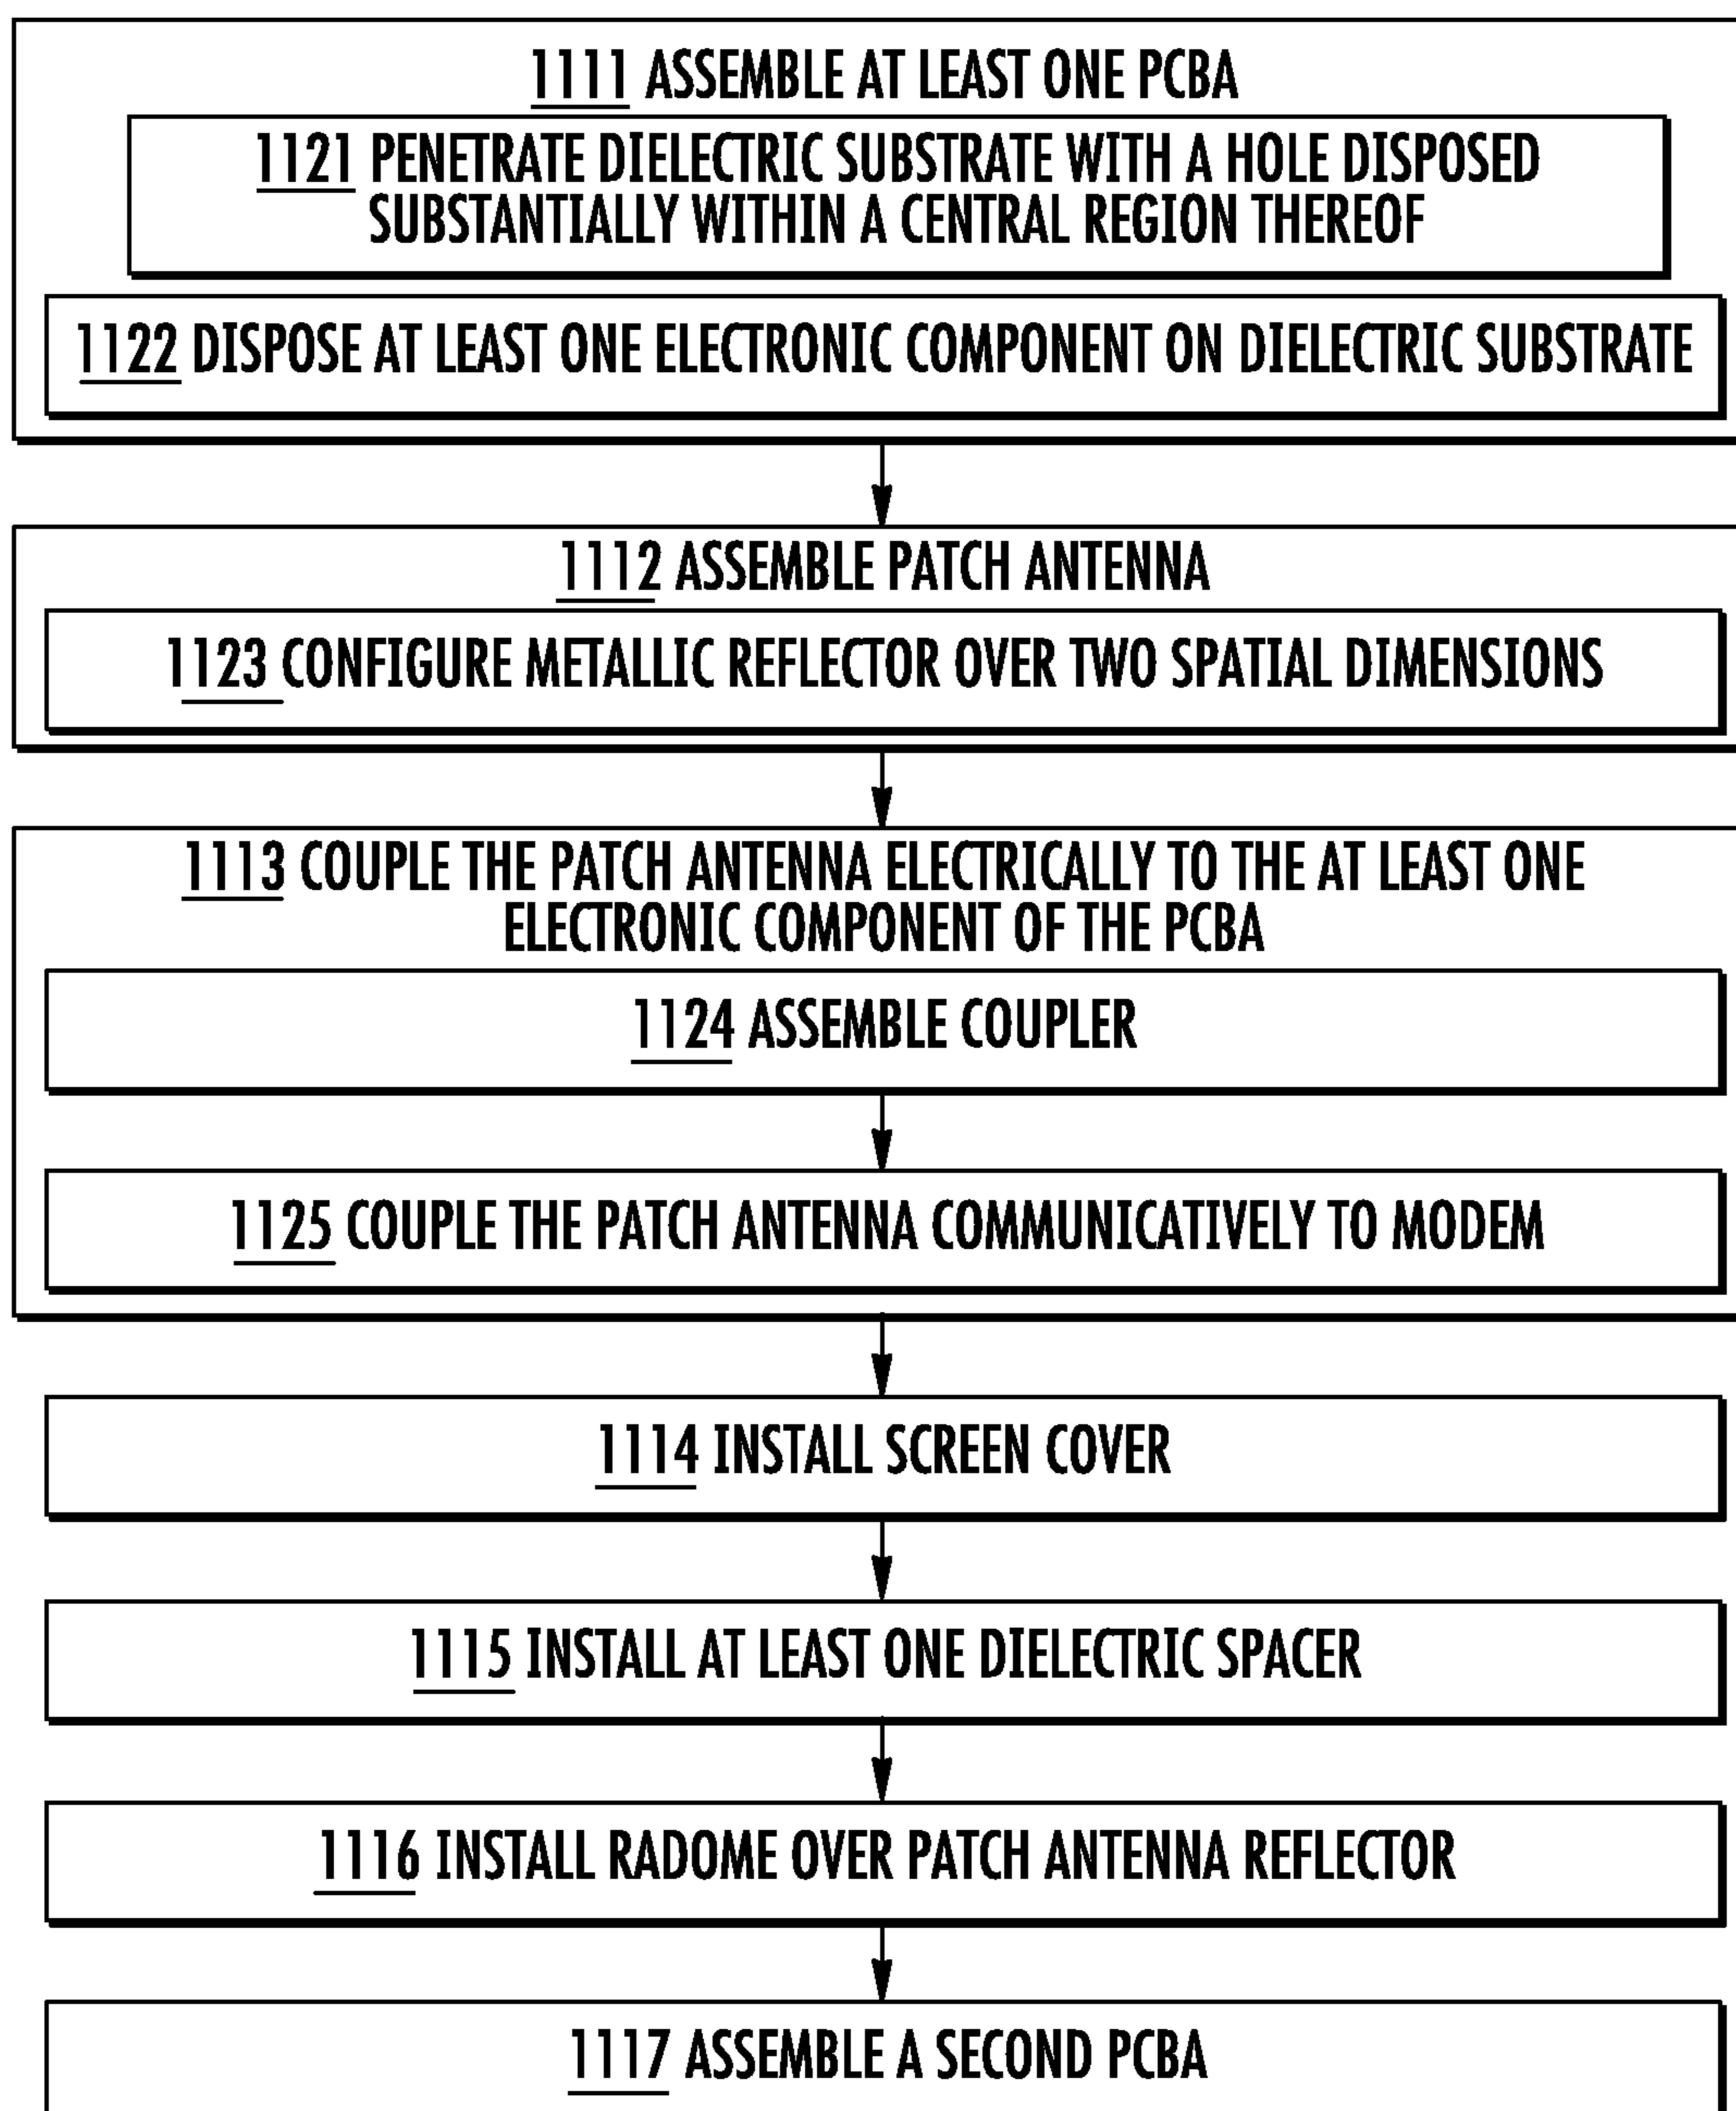 1111 ASSEMBLE AT LEAST ONE PCBA
1121 PENETRATE DIELECTRIC SUBSTRATE WITH A HOLE DISPOSED
SUBSTANTIALLY WITHIN A CENTRAL REGION THEREOF
1122 DISPOSE AT LEAST ONE ELECTRONIC COMPONENT ON DIELECTRIC SUBSTRATE
1112 ASSEMBLE PATCH ANTENNA
1123 CONFIGURE METALLIC REFLECTOR OVER TWO SPATIAL DIMENSIONS
1113 COUPLE THE PATCH ANTENNA ELECTRICALLY TO THE AT LEAST ONE
ELECTRONIC COMPONENT OF THE PCBA
1124 ASSEMBLE COUPLER
1125 COUPLE THE PATCH ANTENNA COMMUNICATIVELY TO MODEM
1114 INSTALL SCREEN COVER
1115 INSTALL AT LEAST ONE DIELECTRIC SPACER
1116 INSTALL RADOME OVER PATCH ANTENNA REFLECTOR
1117 ASSEMBLE A SECOND PCBA